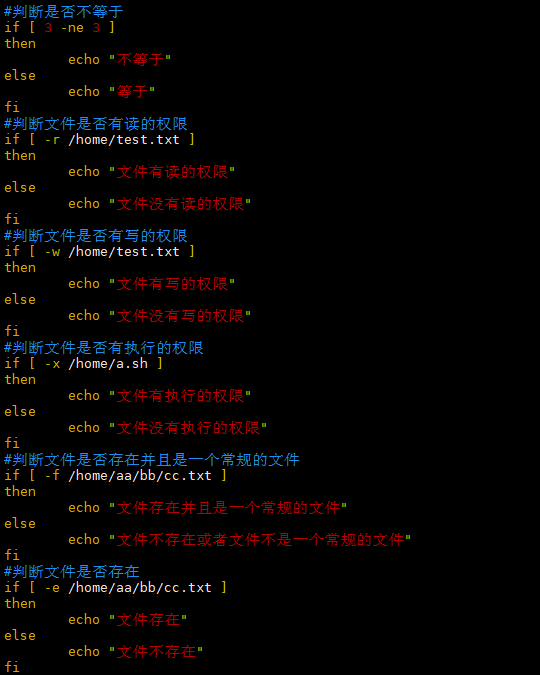 #判断是否不等于
if [ 3 -ne 3 ]
then
        echo "不等于"
else
        echo "等于"
fi
#判断文件是否有读的权限
if [ -r /home/test.txt ]
then
        echo "文件有读的权限"
else
        echo "文件没有读的权限"
fi
#判断文件是否有写的权限
if [ -w /home/test.txt ]
then
        echo "文件有写的权限"
else
        echo "文件没有写的权限"
fi
#判断文件是否有执行的权限
if [ -x /home/a.sh ]
then
        echo "文件有执行的权限"
else
        echo "文件没有执行的权限"
fi
#判断文件是否存在并且是一个常规的文件
if [ -f /home/aa/bb/cc.txt ]
then
        echo "文件存在并且是一个常规的文件"
else
        echo "文件不存在或者文件不是一个常规的文件"
fi
#判断文件是否存在
if [ -e /home/aa/bb/cc.txt ]
then
        echo "文件存在"
else
        echo "文件不存在"
fi